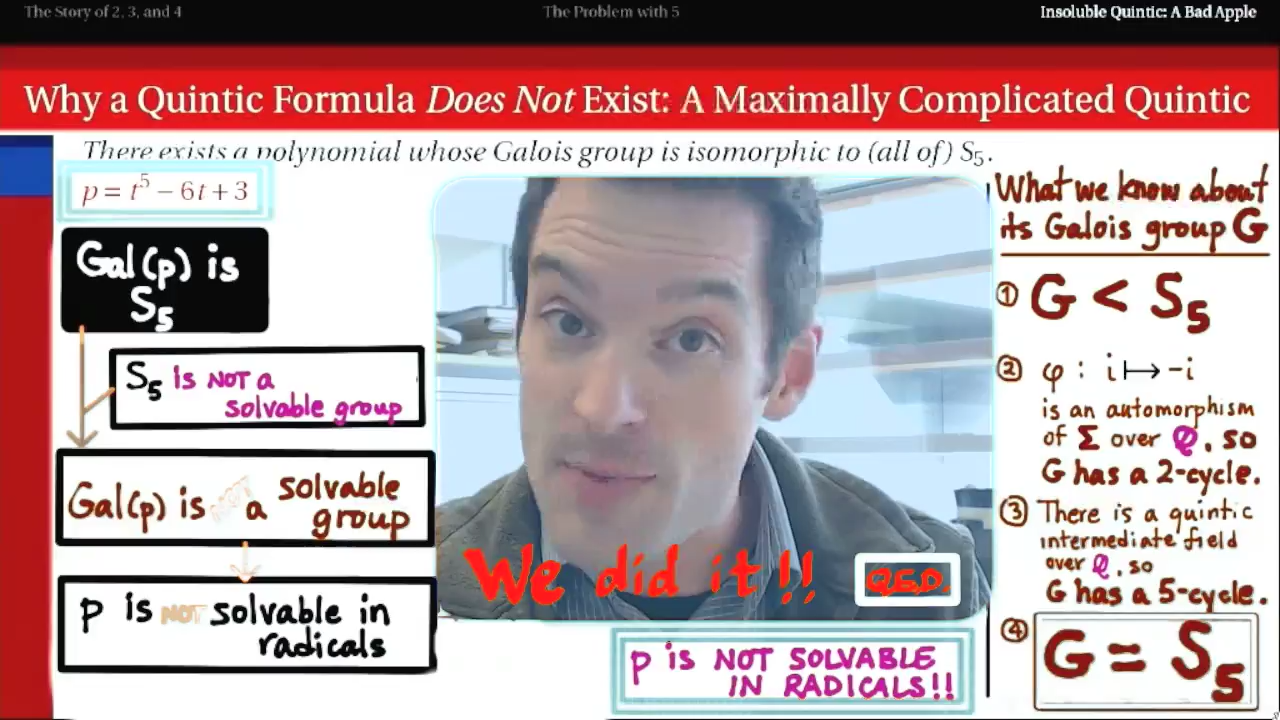 The Story of 2, 3, and 4
The Problem with 5
Insoluble Quintic: A Bad Apple
Why a Quintic Formula Does Not Exist: A Maximally Complicated Quintic
There exists a polynomial whose Galois group is isomorphic to (all of) S₅.
p = t⁵ − 6t + 3
Gal(p) is
S₅
S₅ is NOT a
solvable group
Gal(p) is NOT a solvable
group
p is NOT solvable in
radicals
We did it!!
Q.E.D.
p is NOT SOLVABLE
IN RADICALS!!
What we know about
its Galois group G
① G < S₅
② φ : i ↦ -i
is an automorphism
of Σ over Q, so
G has a 2-cycle.
③ There is a quintic
intermediate field
over Q, so
G has a 5-cycle.
④ G = S₅